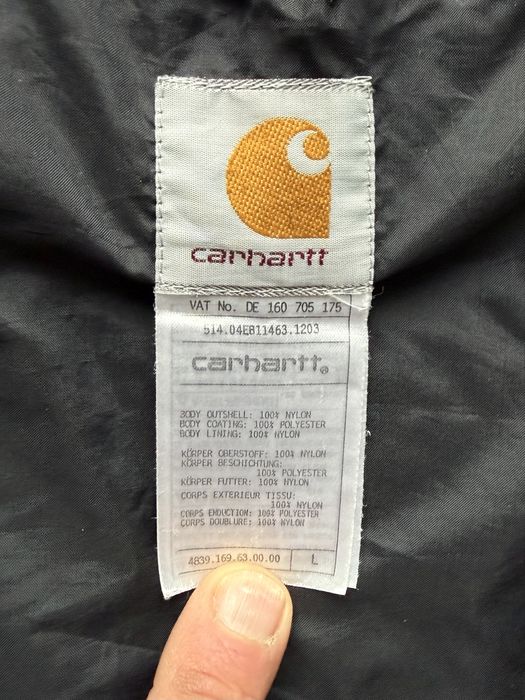 carhartt
VAT No. DE 160 705 175
514.04EB11463.1203
carhartt®
BODY OUTSHELL: 100% NYLON
BODY COATING: 100% POLYESTER
BODY LINING: 100% NYLON
KÖRPER OBERSTOFF: 100% NYLON
KÖRPER BESCHICHTUNG:
100% POLYESTER
KÖRPER FUTTER: 100% NYLON
CORPS EXTERIEUR TISSU:
100% NYLON
CORPS ENDUCTION: 100% POLYESTER
CORPS DOUBLURE: 100% NYLON
4839.169.63.00.00 L